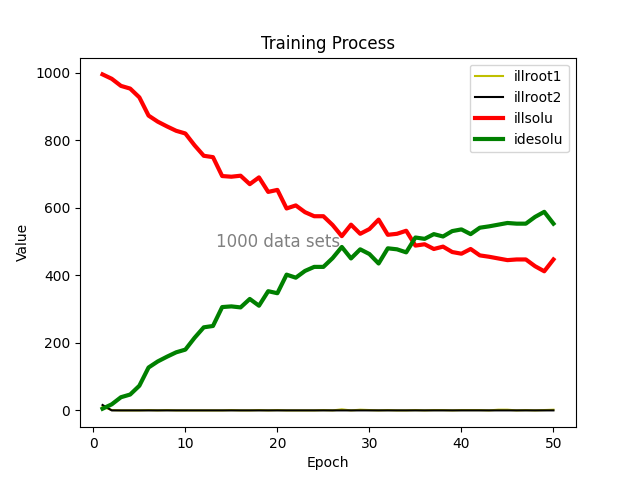 Training Process
1000
800
600
400
200
0
Value
illroot1
illroot2
illsolu
idesolu
1000 data sets
0 10 20 30 40 50
Epoch